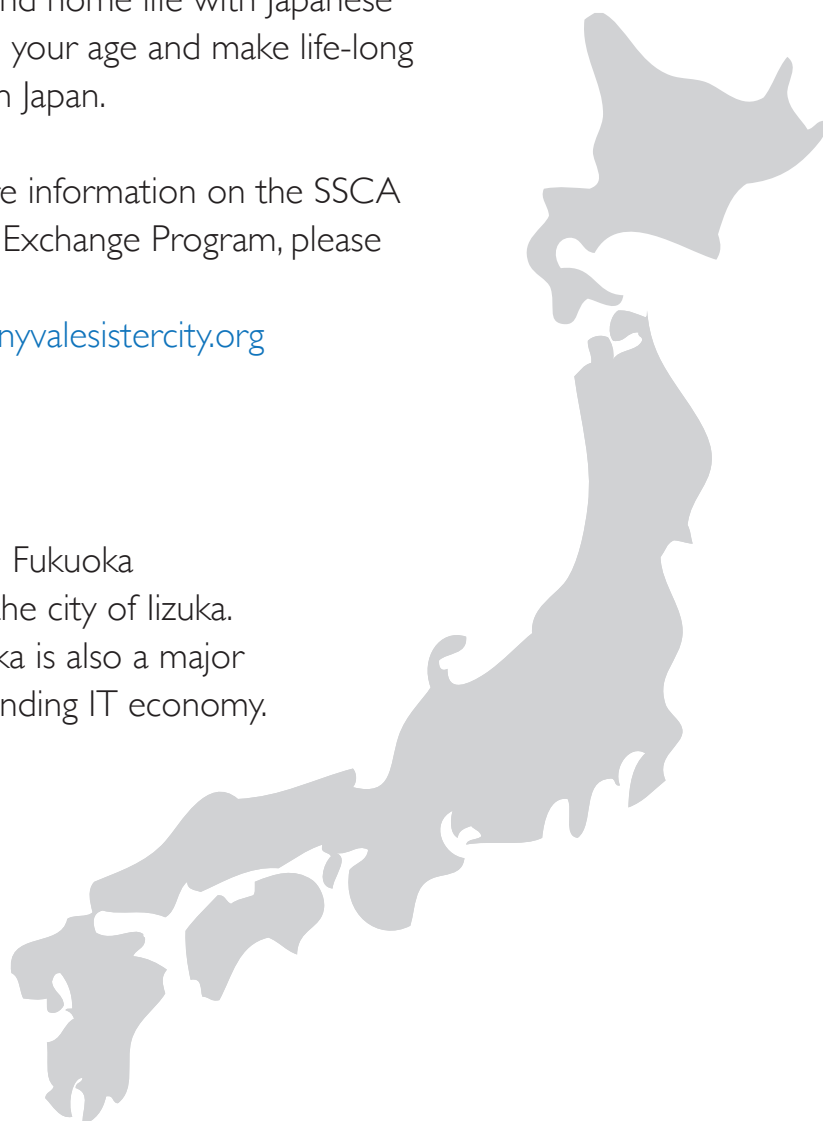 nd home life with Japanese
your age and make life-long
n Japan.
e information on the SSCA
Exchange Program, please
nyvalesistercity.org
Fukuoka
he city of Iizuka.
ka is also a major
nding IT economy.